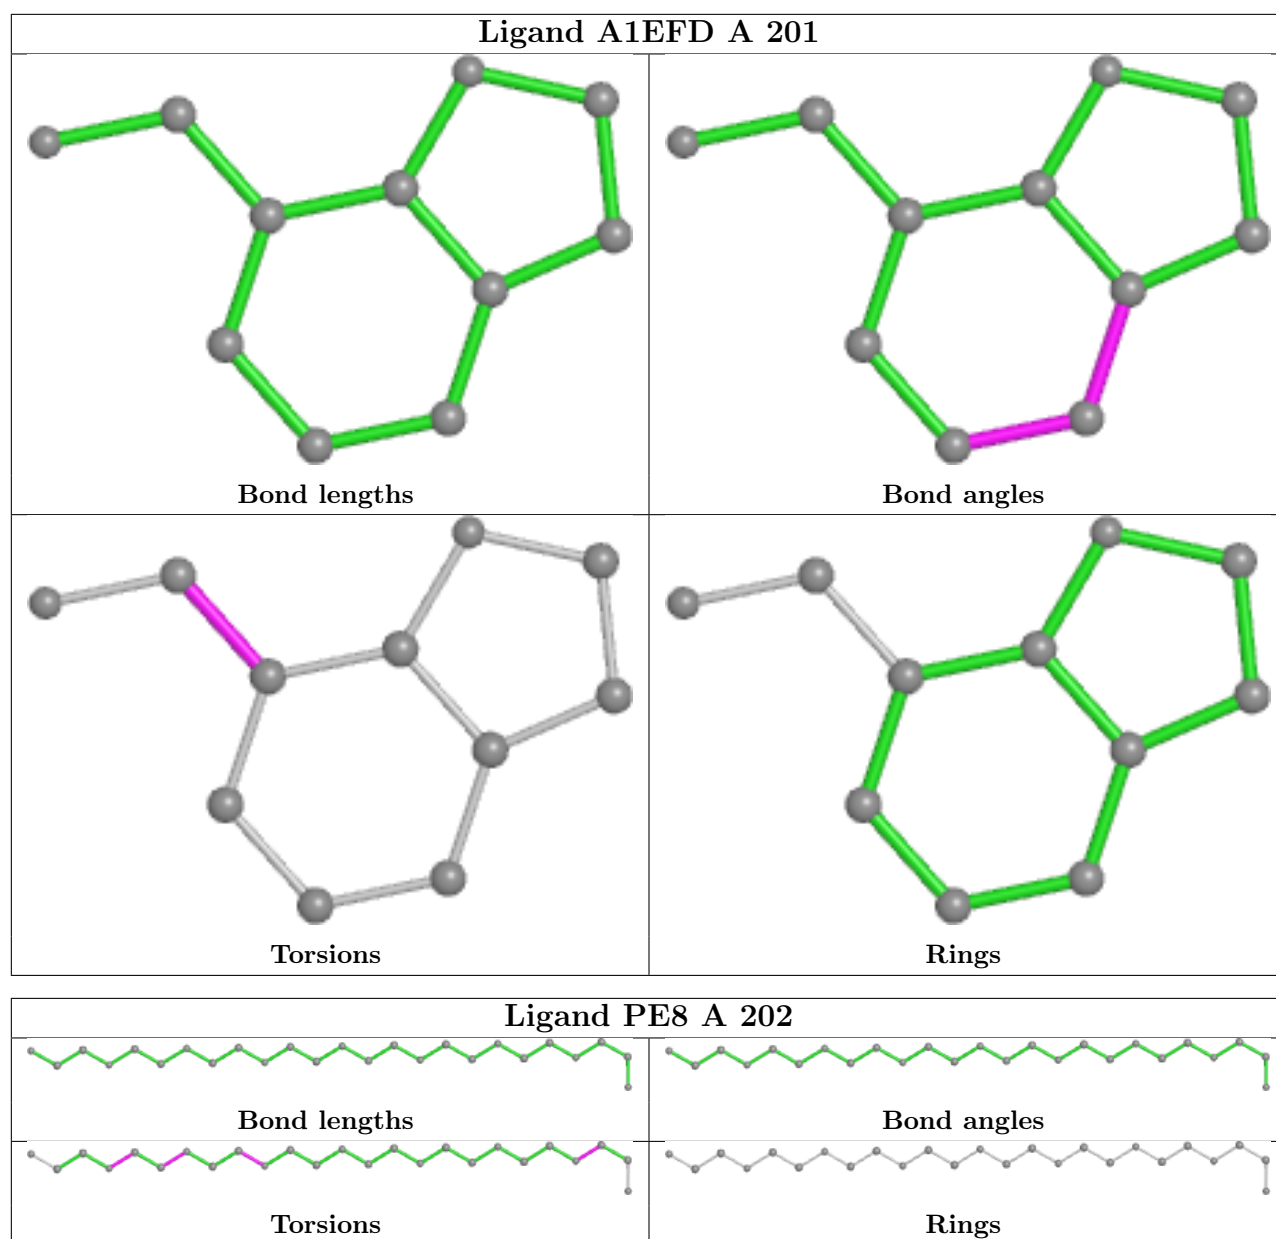 Ligand A1EFD A 201
Bond lengths
Bond angles
Torsions
Rings
Ligand PE8 A 202
Bond lengths
Bond angles
Torsions
Rings